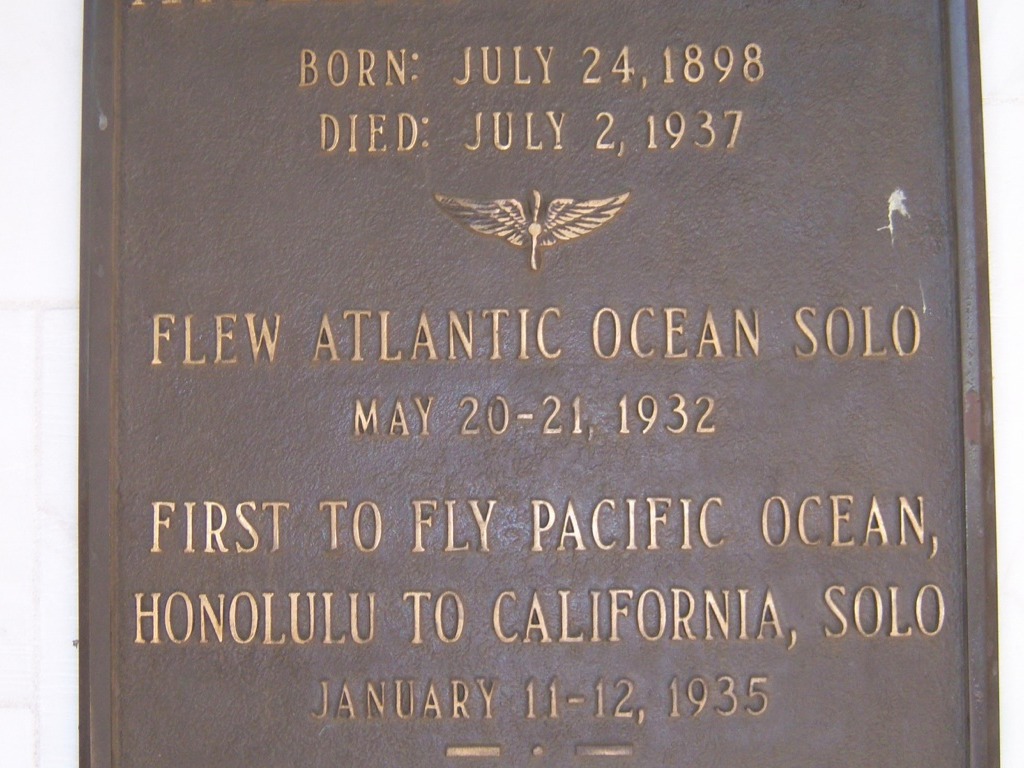 BORN: JULY 24, 1898
DIED: JULY 2, 1937
FLEW ATLANTIC OCEAN SOLO
MAY 20-21, 1932
FIRST TO FLY PACIFIC OCEAN,
HONOLULU TO CALIFORNIA, SOLO
JANUARY 11-12, 1935